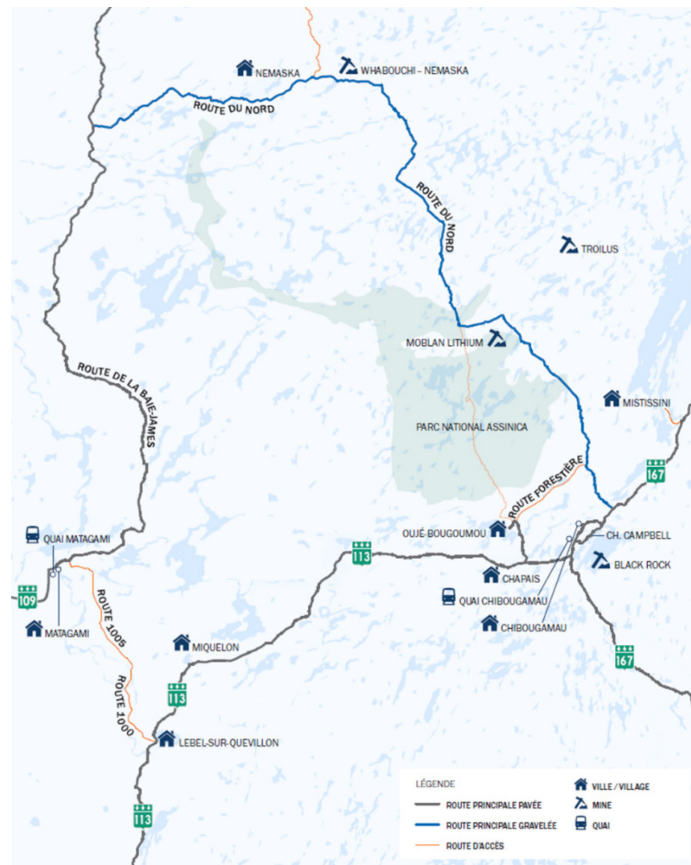 NEMASKA
WHABOUCHI – NEMASKA
ROUTE DU NORD
ROUTE DU NORD
TROILUS
MOBLAN LITHIUM
ROUTE DE LA BAIE-JAMES
MISTISSINI
PARC NATIONAL ASSINICA
167
ROUTE FORESTIÈRE
OUJÉ-BOUGOUMOU
CH. CAMPBELL
QUAI MATAGAMI
113
BLACK ROCK
CHAPAIS
109
QUAI CHIBOUGAMAU
ROUTE 1005
MATAGAMI
CHIBOUGAMAU
MIQUELON
167
ROUTE 1000
113
LEBEL-SUR-QUEVILLON
113
LÉGENDE
ROUTE PRINCIPALE PAVÉE
ROUTE PRINCIPALE GRAVELÉE
ROUTE D'ACCÈS
VILLE / VILLAGE
MINE
QUAI